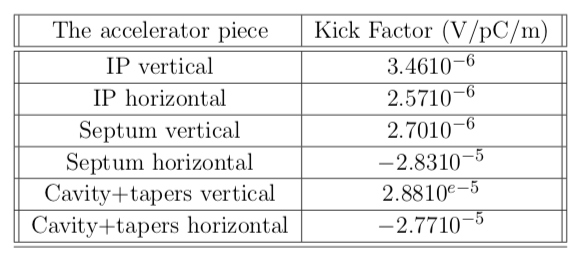 The accelerator piece Kick Factor (V/pC/m)
IP vertical 3.4610⁻⁶
IP horizontal 2.5710⁻⁶
Septum vertical 2.7010⁻⁶
Septum horizontal −2.8310⁻⁵
Cavity+tapers vertical 2.8810ᵉ⁻⁵
Cavity+tapers horizontal −2.7710⁻⁵